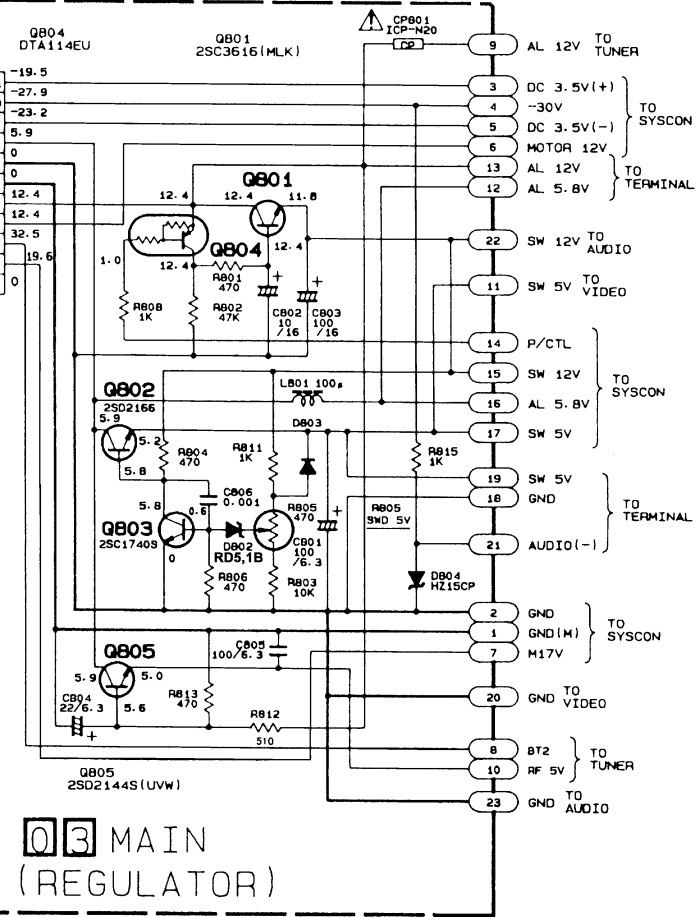 Q804
DTA114EU
Q801
2SC3616(MLK)
CP801
ICP-N20
CP
9 AL 12V TO TUNER
-19.5
-27.9
-23.2
5.9
0
0
12.4
12.4
32.5
19.6
0
3 DC 3.5V(+)
4 -30V
5 DC 3.5V(-)
6 MOTOR 12V
TO SYSCON
13 AL 12V
12 AL 5.8V
TO TERMINAL
Q801
12.4 12.4 11.8
Q804
12.4
1.0
12.4
R801
470
R808
1K
R802
47K
C802
10
/16
C803
100
/16
22 SW 12V TO AUDIO
11 SW 5V TO VIDEO
14 P/CTL
15 SW 12V
16 AL 5.8V
17 SW 5V
TO SYSCON
Q802
2SD2166
5.9
5.2
5.8
L801 100µ
D803
R804
470
R811
1K
R815
1K
C806
0.001
5.8
0.6
Q803
2SC1740S
0
D802
RD5,1B
R805
470
C801
100
/6.3
R805
SWD 5V
R806
470
R803
10K
D804
HZ15CP
19 SW 5V
18 GND
21 AUDIO(-)
TO TERMINAL
2 GND
1 GND(M)
7 M17V
TO SYSCON
Q805
C805
100/6.3
5.9 5.0
5.6
C804
22/6.3
R813
470
R812
510
20 GND TO VIDEO
8 BT2
10 RF 5V
TO TUNER
23 GND TO AUDIO
Q805
2SD2144S(UVW)
03 MAIN
(REGULATOR)